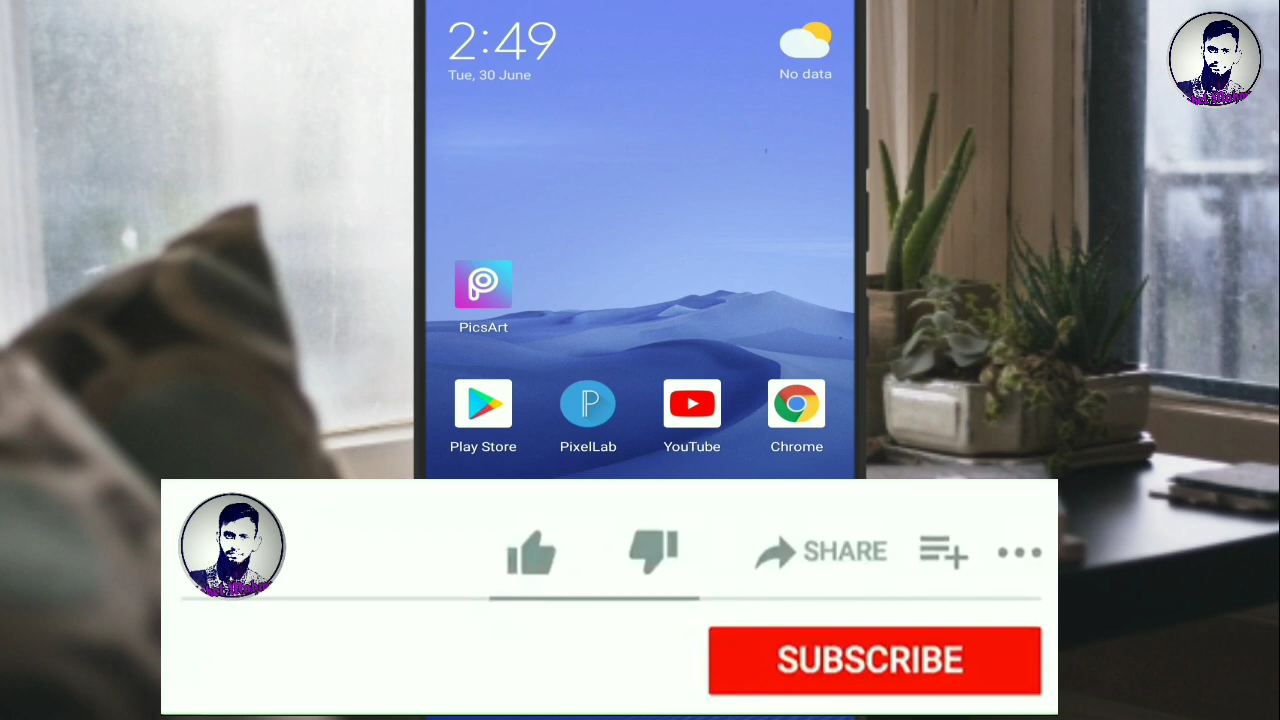 2:49
Tue, 30 June
No data
PicsArt
Play Store
PixelLab
YouTube
Chrome
SHARE
SUBSCRIBE